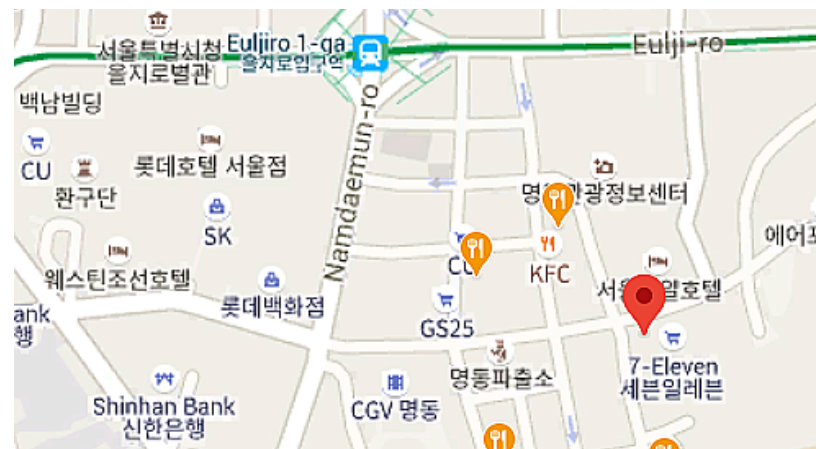 서울특별시청
을지로별관
Euljiro 1-ga
을지로입구역
Eulji-ro
백남빌딩
CU
환구단
롯데호텔 서울점
SK
Namdaemun-ro
웨스틴조선호텔
롯데백화점
CU
KFC
GS25
명동파출소
7-Eleven
세븐일레븐
Shinhan Bank
신한은행
CGV 명동